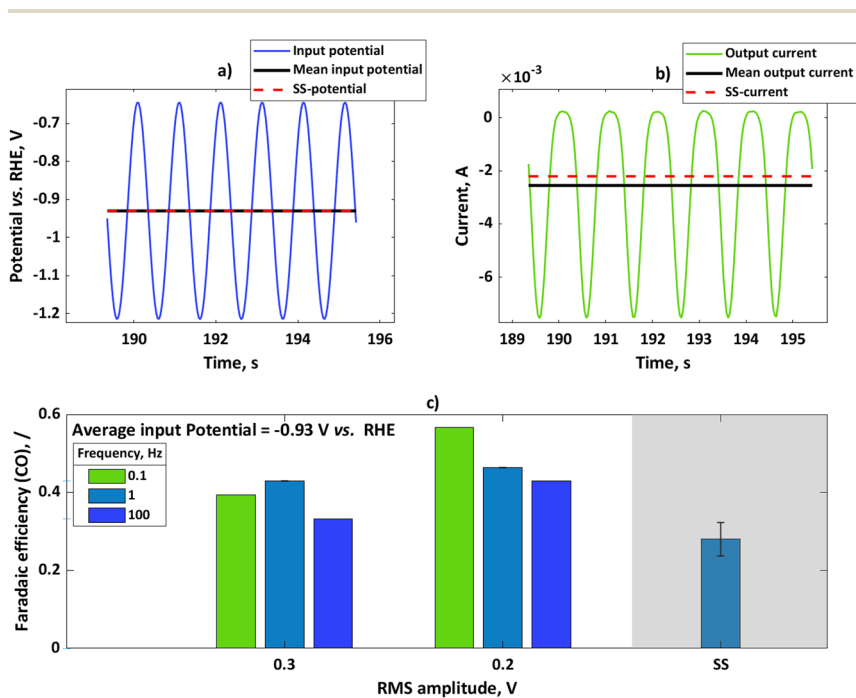 a)
Input potential
Mean input potential
SS-potential
Potential vs. RHE, V
-0.7
-0.8
-0.9
-1
-1.1
-1.2
190
192
194
196
Time, s
b)
Output current
Mean output current
SS-current
×10⁻³
Current, A
0
-2
-4
-6
189
190
191
192
193
194
195
Time, s
c)
Average input Potential = -0.93 V vs. RHE
Frequency, Hz
0.1
1
100
Faradaic efficiency (CO), /
0.6
0.4
0.2
0
0.3
0.2
SS
RMS amplitude, V